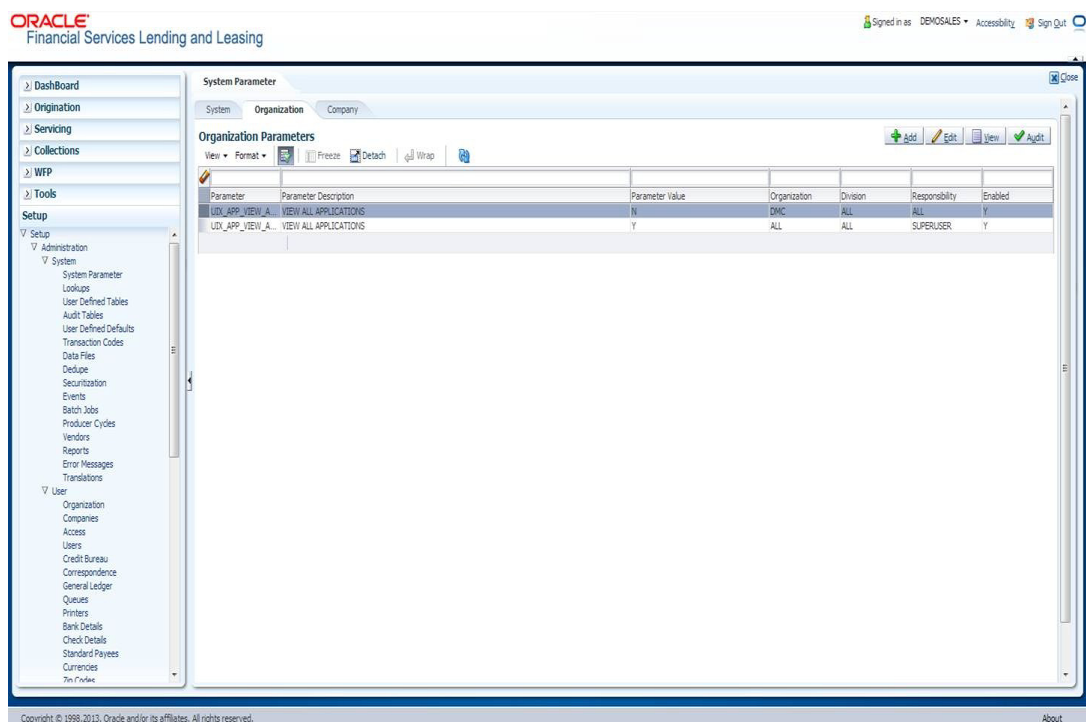 ORACLE
Financial Services Lending and Leasing
Signed in as DEMOSALES Accessibility Sign Out
DashBoard
Origination
Servicing
Collections
WFP
Tools
Setup
Setup
Administration
System
System Parameter
Lookups
User Defined Tables
Audit Tables
User Defined Defaults
Transaction Codes
Data Files
Dedupe
Securitization
Events
Batch Jobs
Producer Cycles
Vendors
Reports
Error Messages
Translations
User
Organization
Companies
Access
Users
Credit Bureau
Correspondence
General Ledger
Queues
Printers
Bank Details
Check Details
Standard Payees
Currencies
Zip Codes
System Parameter
Close
System Organization Company
Organization Parameters
Add Edit View Audit
View Format Freeze Detach Wrap
Parameter Parameter Description Parameter Value Organization Division Responsibility Enabled
UIX_APP_VIEW_A... VIEW ALL APPLICATIONS N DMC ALL ALL Y
UIX_APP_VIEW_A... VIEW ALL APPLICATIONS Y ALL ALL SUPERUSER Y
Copyright © 1998,2013, Oracle and/or its affiliates. All rights reserved.
About